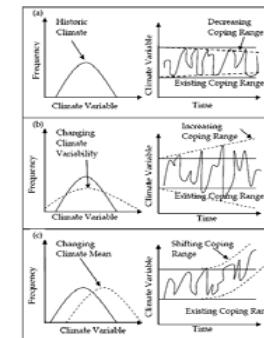 (a)
Historic
Climate
Frequency
Climate Variable
Decreasing
Coping Range
Climate Variable
Existing Coping Range
Time
(b)
Changing
Climate
Variability
Frequency
Climate Variable
Increasing
Coping Range
Climate Variable
Existing Coping Range
Time
(c)
Changing
Climate Mean
Frequency
Climate Variable
Shifting Coping
Range
Climate Variable
Existing Coping Ran
Time